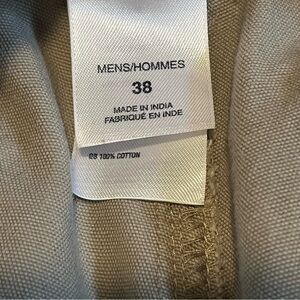 MENS/HOMMES
38
MADE IN INDIA
FABRIQUÉ EN INDE
100% COTTON